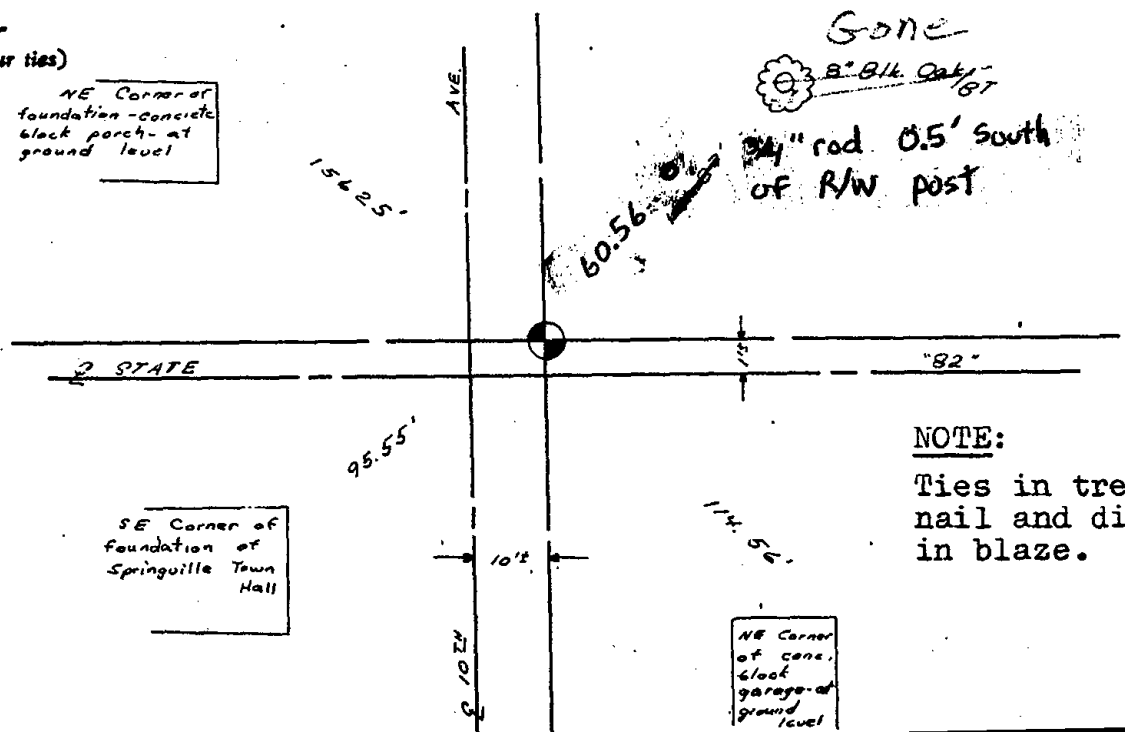 ur ties)
NE Corner of
foundation-concrete
block porch-at
ground level
156.25'
AVE.
Gone
8" Blk. Oak/
BT
3/4" rod 0.5' South
of R/W post
60.56
℄ STATE
1'±
"82"
95.55'
SE Corner of
foundation of
Springville Town
Hall
10'±
℄ 10TH
114.56'
NE Corner
of conc.
block
garage-at
ground
level
NOTE:
Ties in tre
nail and di
in blaze.